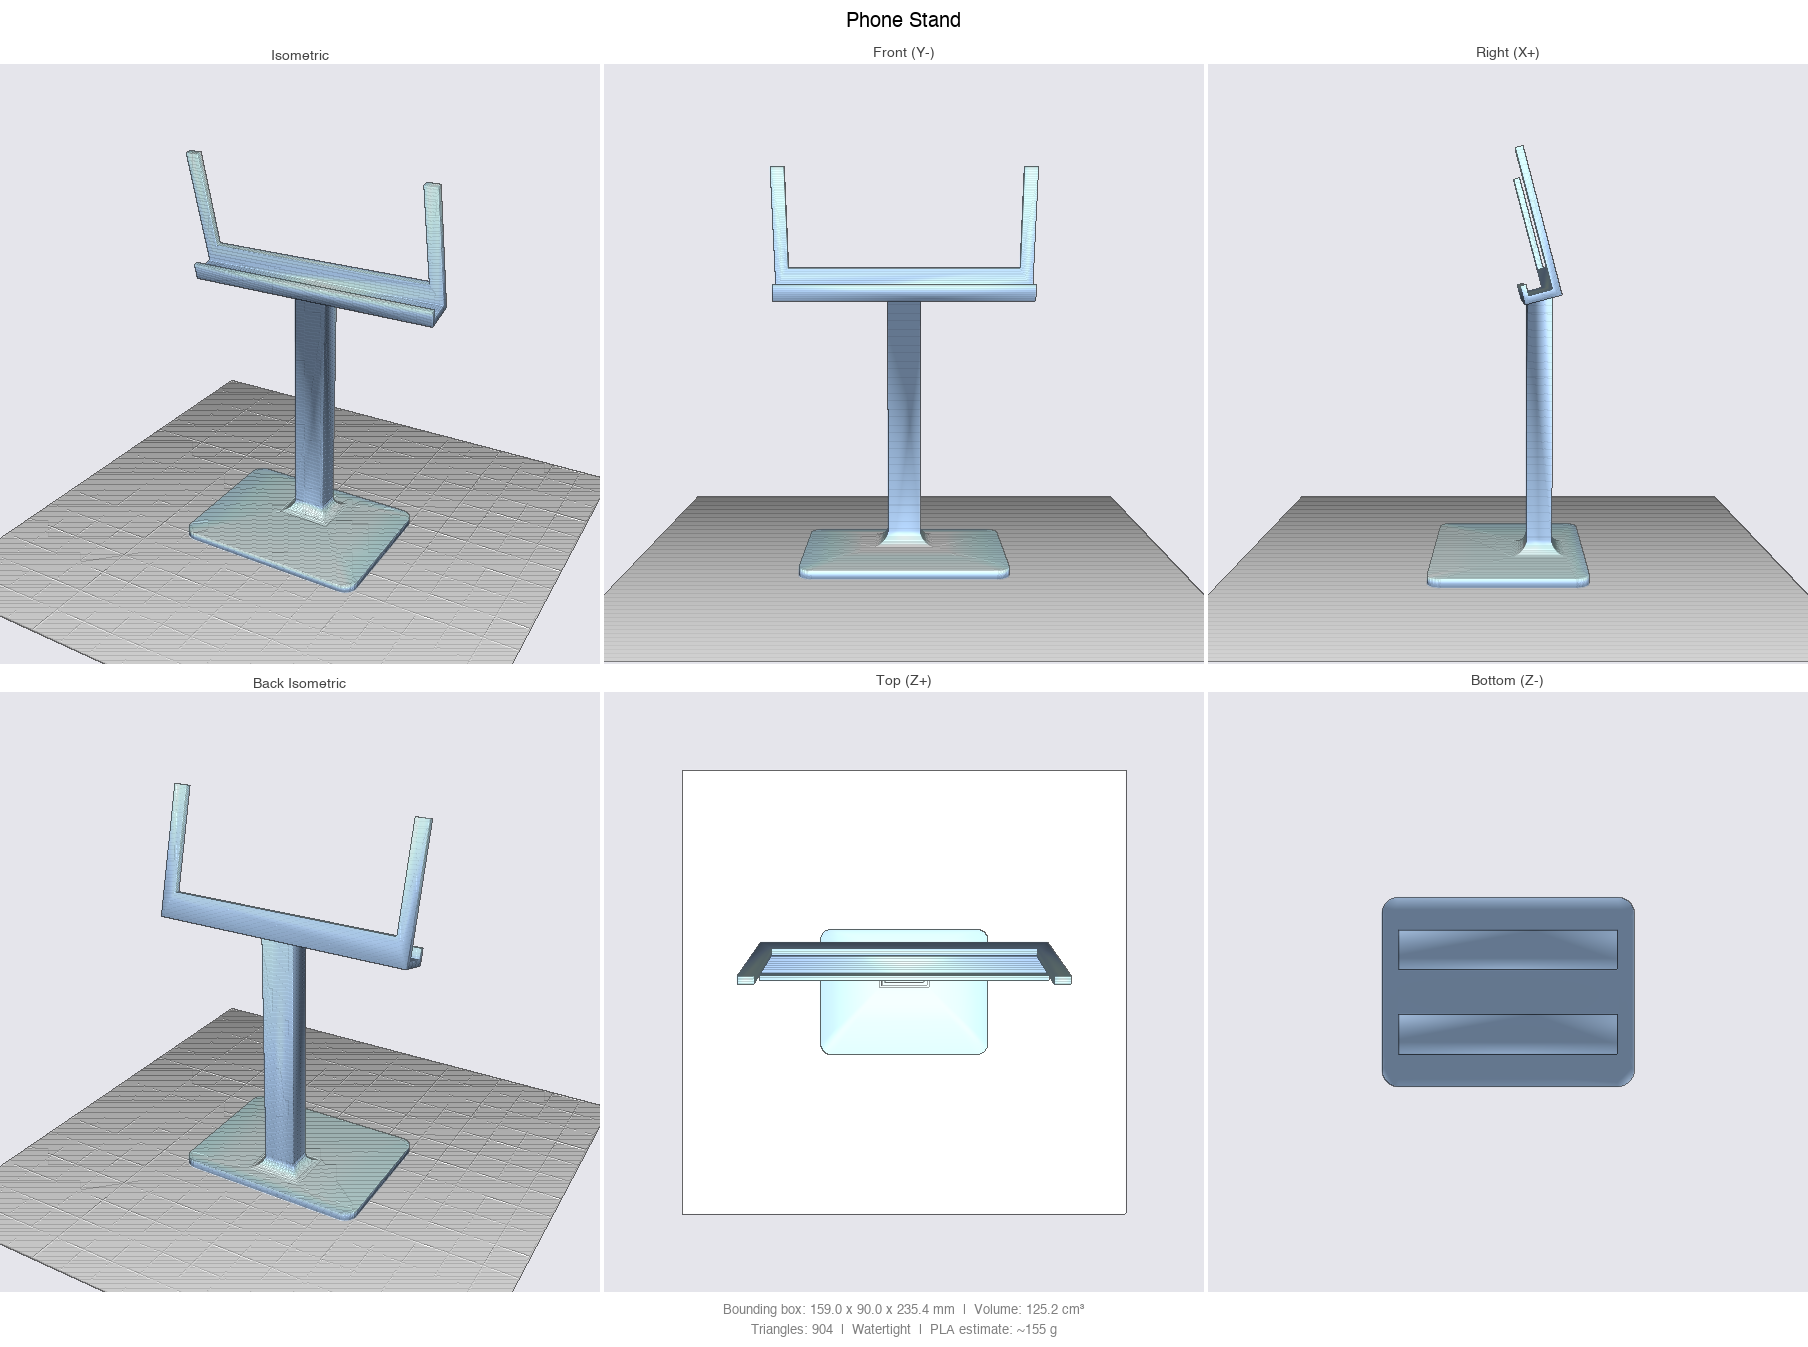 Phone Stand
Isometric
Front (Y-)
Right (X+)
Back Isometric
Top (Z+)
Bottom (Z-)
Bounding box: 159.0 x 90.0 x 235.4 mm | Volume: 125.2 cm³
Triangles: 904 | Watertight | PLA estimate: ~155 g